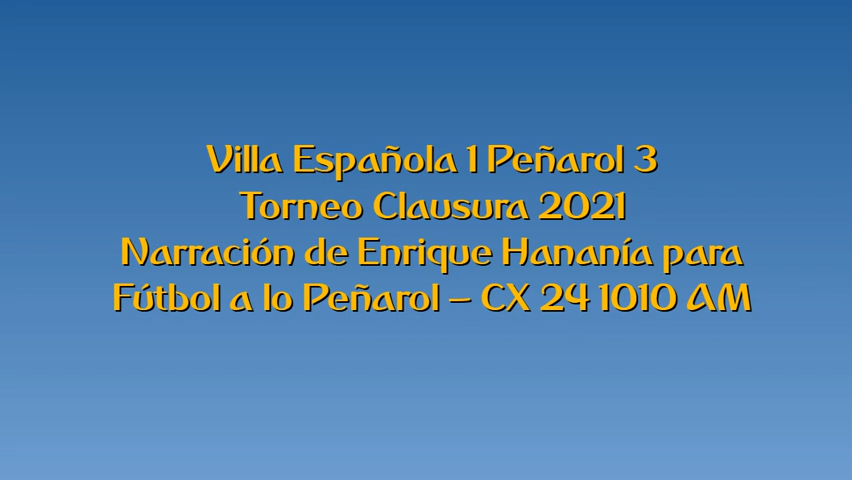 Villa Española 1 Peñarol 3
Torneo Clausura 2021
Narración de Enrique Hananía para
Fútbol a lo Peñarol – CX 24 1010 AM